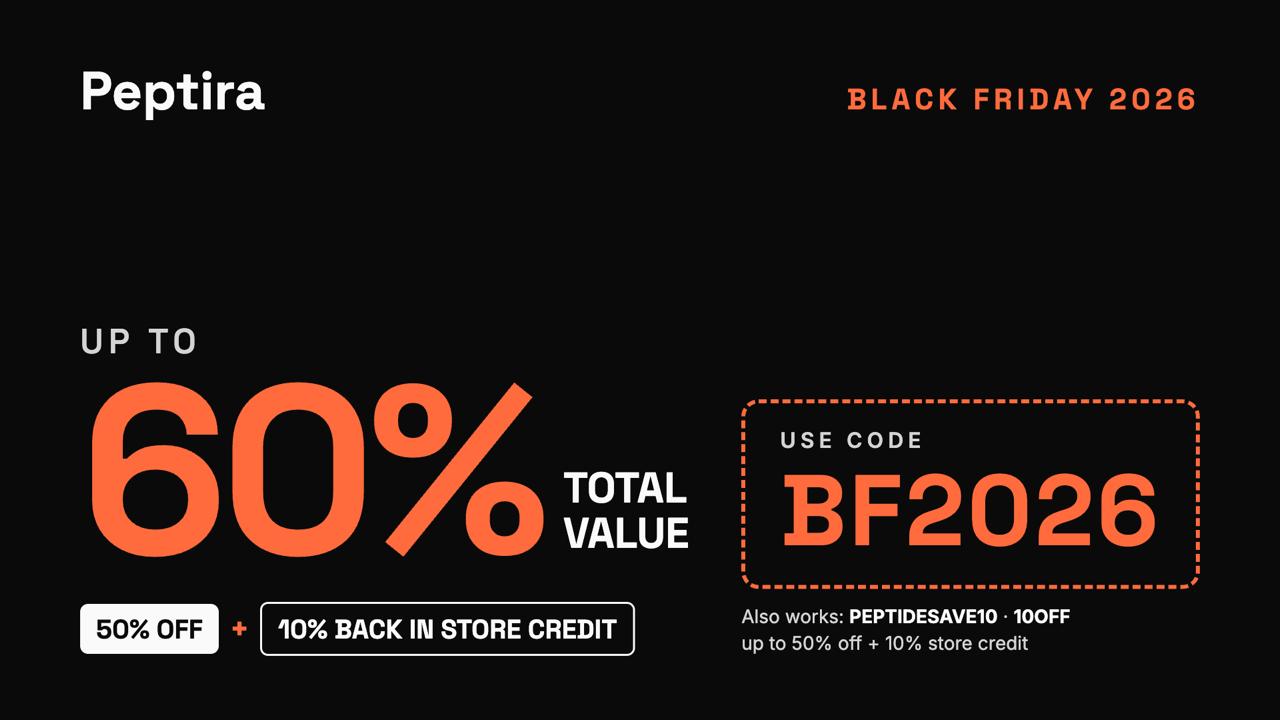 Peptira
BLACK FRIDAY 2026
UP TO
60%
TOTAL
VALUE
50% OFF + 10% BACK IN STORE CREDIT
USE CODE
BF2026
Also works: PEPTIDESAVE10 · 10OFF
up to 50% off + 10% store credit